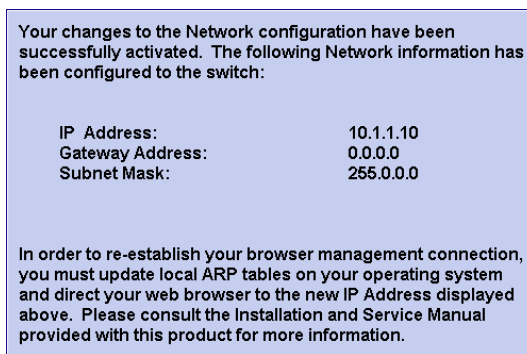 Your changes to the Network configuration have been
successfully activated.  The following Network information has
been configured to the switch:
IP  Address: 10.1.1.10
Gateway Address: 0.0.0.0
Subnet Mask: 255.0.0.0
In order to re-establish your browser management connection,
you must update local ARP tables on your operating system
and direct your web browser to the new IP Address displayed
above.  Please consult the Installation and Service Manual
provided with this product for more information.